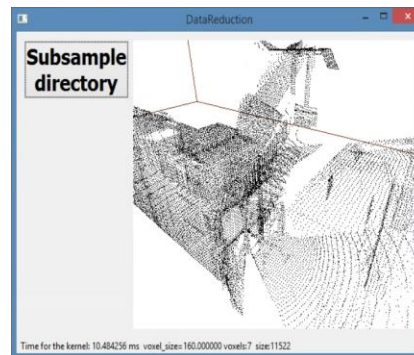 DataReduction
Subsample
directory
Time for the kernel: 10.484256 ms voxel_size=160.000000 voxels:7 size:11522